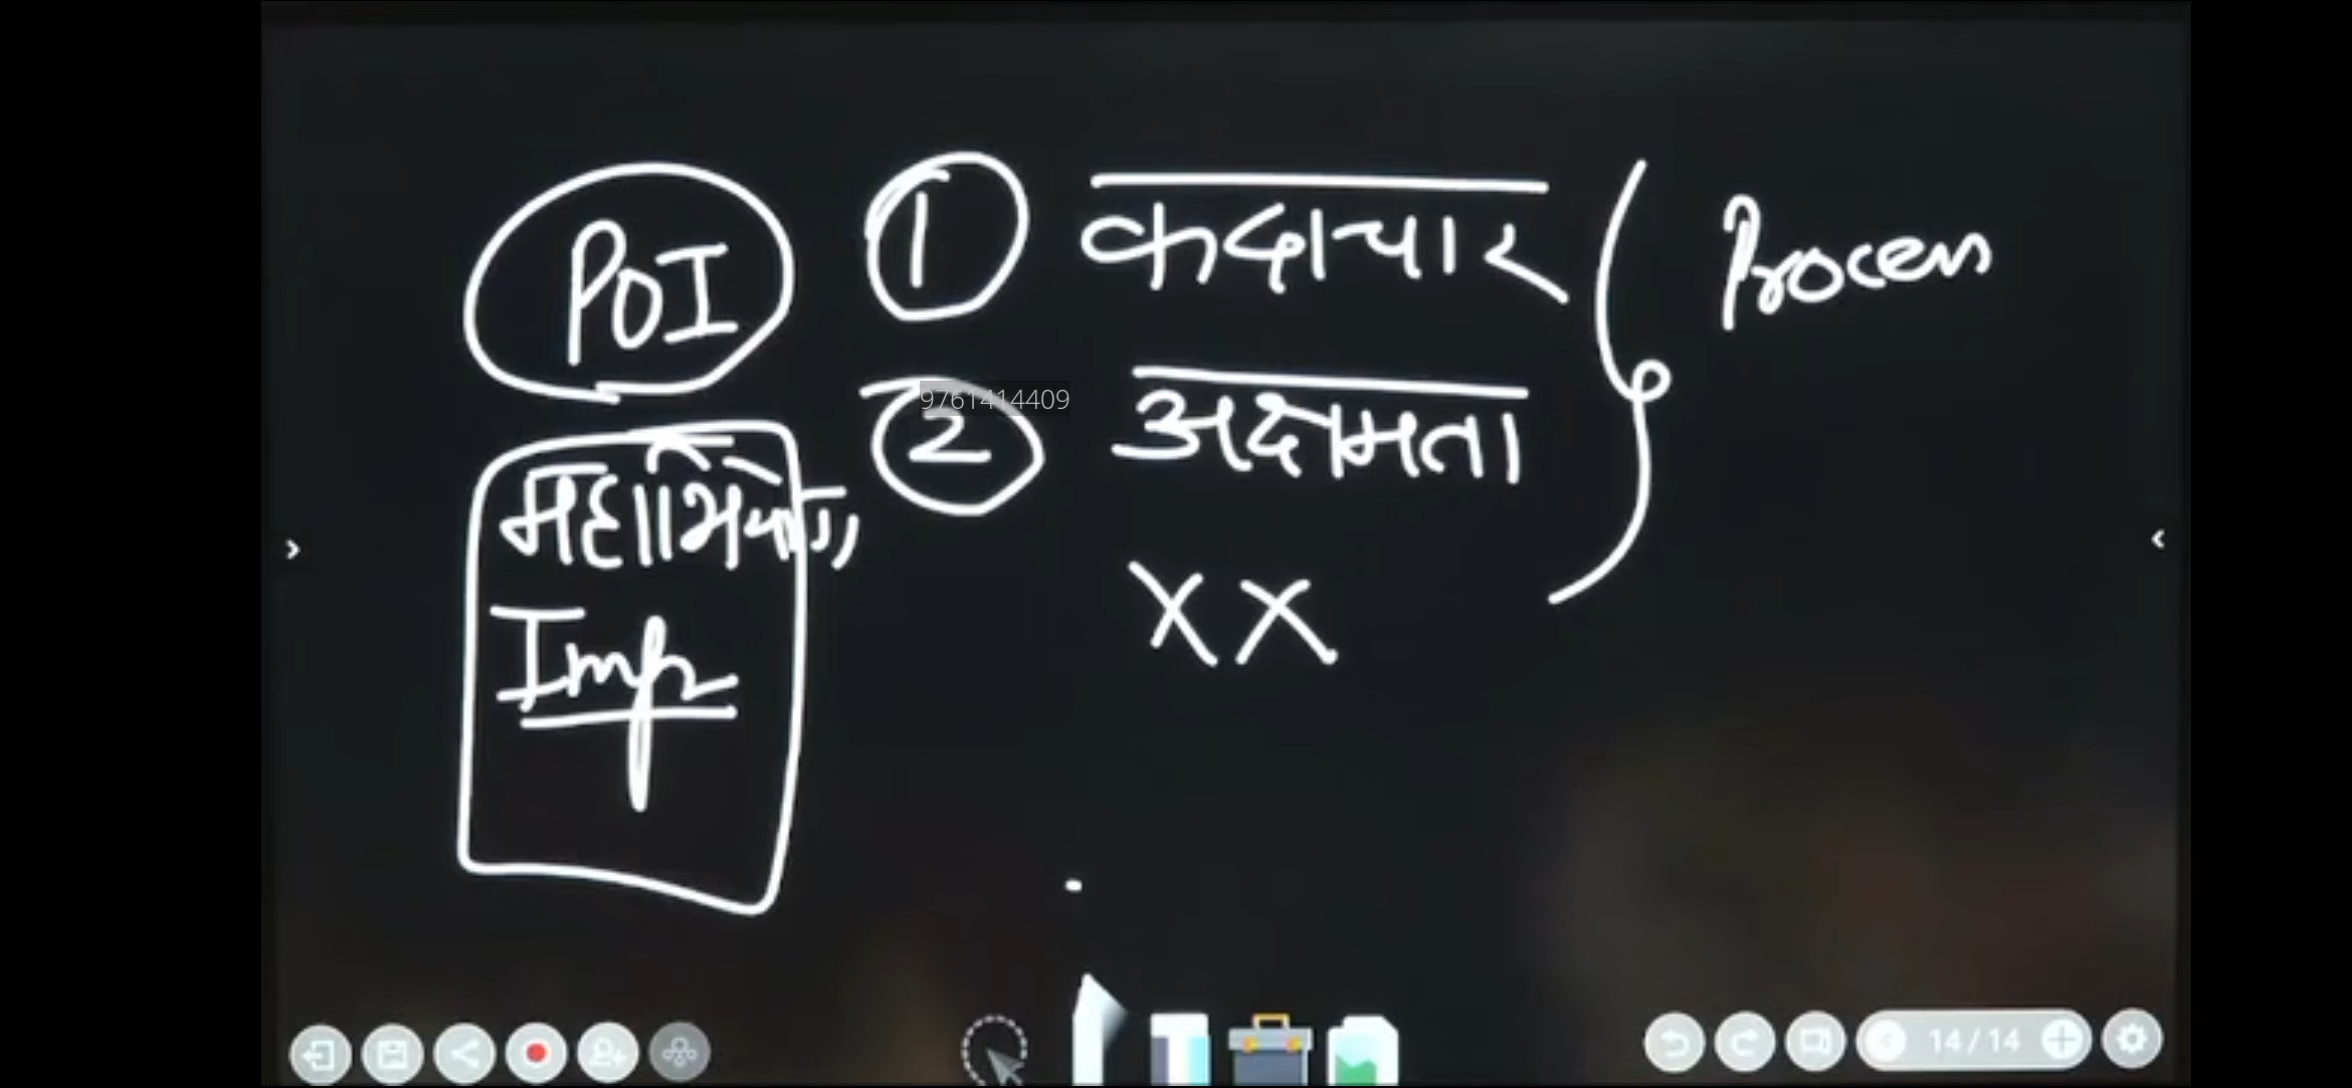 POI
① कदाचार
Process
9761414409
② अक्षमता
महाभियोग
XX
Imp
14/14